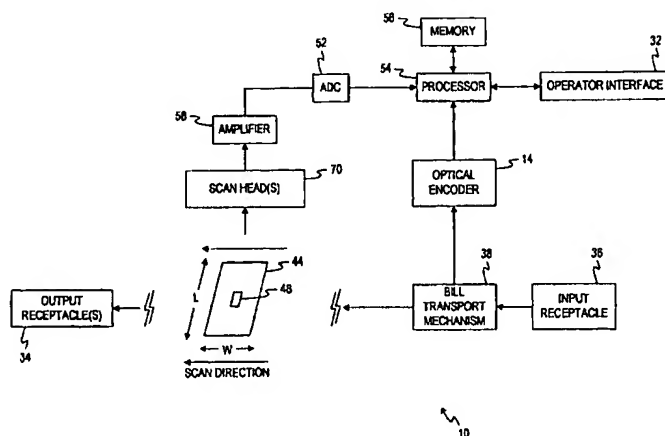 56
MEMORY
52
32
54
ADC
PROCESSOR
OPERATOR INTERFACE
58
AMPLIFIER
70
14
SCAN HEAD(S)
OPTICAL
ENCODER
44
38
36
L
48
OUTPUT
RECEPTACLE(S)
BILL
TRANSPORT
MECHANISM
INPUT
RECEPTACLE
34
W
SCAN DIRECTION
10